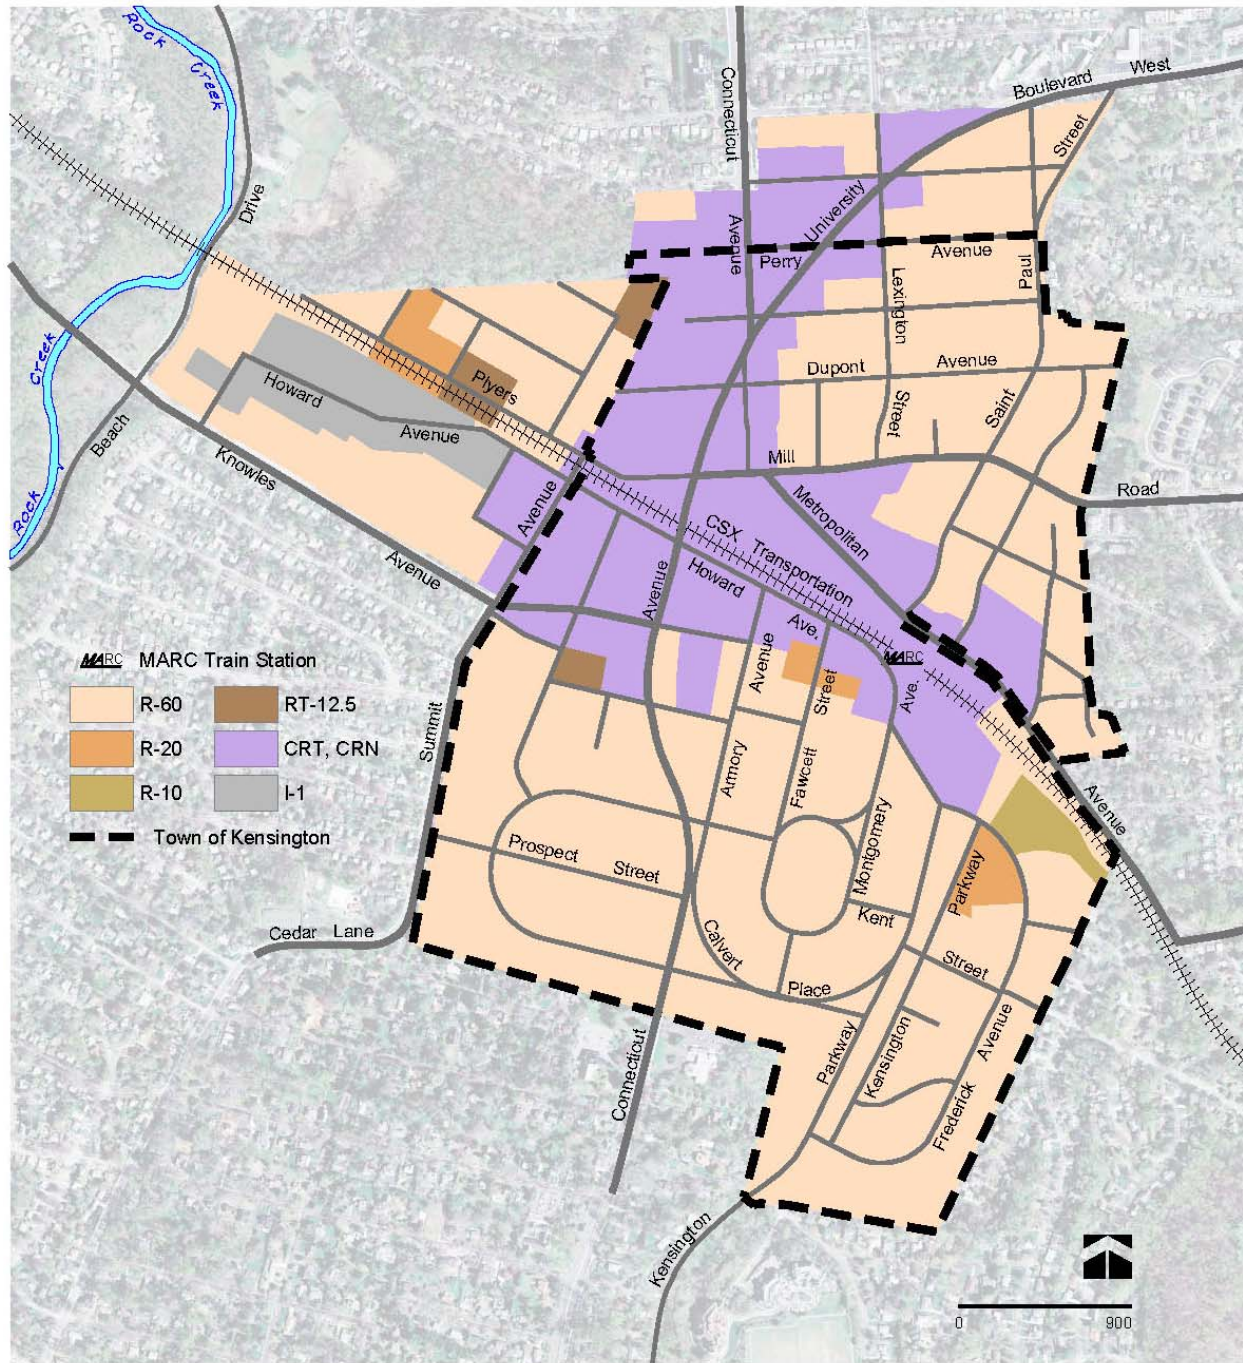 Rock Creek
Connecticut
Boulevard West
Street
Drive
Avenue
University
Perry
Avenue
Lexington
Paul
Dupont
Avenue
Plyers
Howard
Avenue
Street
Saint
Creek
Rock
Beach
Knowles
Avenue
Avenue
Mill
Road
Metropolitan
CSX Transportation
Howard
Ave.
Avenue
MARC
Ave.
MARC MARC Train Station
R-60
RT-12.5
R-20
CRT, CRN
R-10
I-1
Town of Kensington
Summit
Avenue
Street
Armory
Fawcett
Montgomery
Avenue
Prospect Street
Parkway
Kent
Street
Cedar Lane
Calvert
Place
Connecticut
Parkway
Kensington
Avenue
Frederick
Kensington
0 900